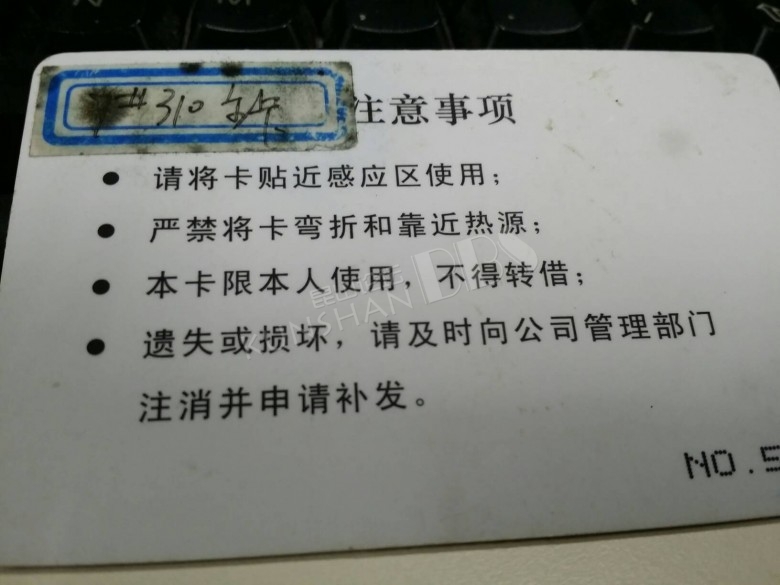 #310
注意事项
● 请将卡贴近感应区使用；
● 严禁将卡弯折和靠近热源；
● 本卡限本人使用，不得转借；
● 遗失或损坏，请及时向公司管理部门
注消并申请补发。
KUNSHAN BBS
NO.5